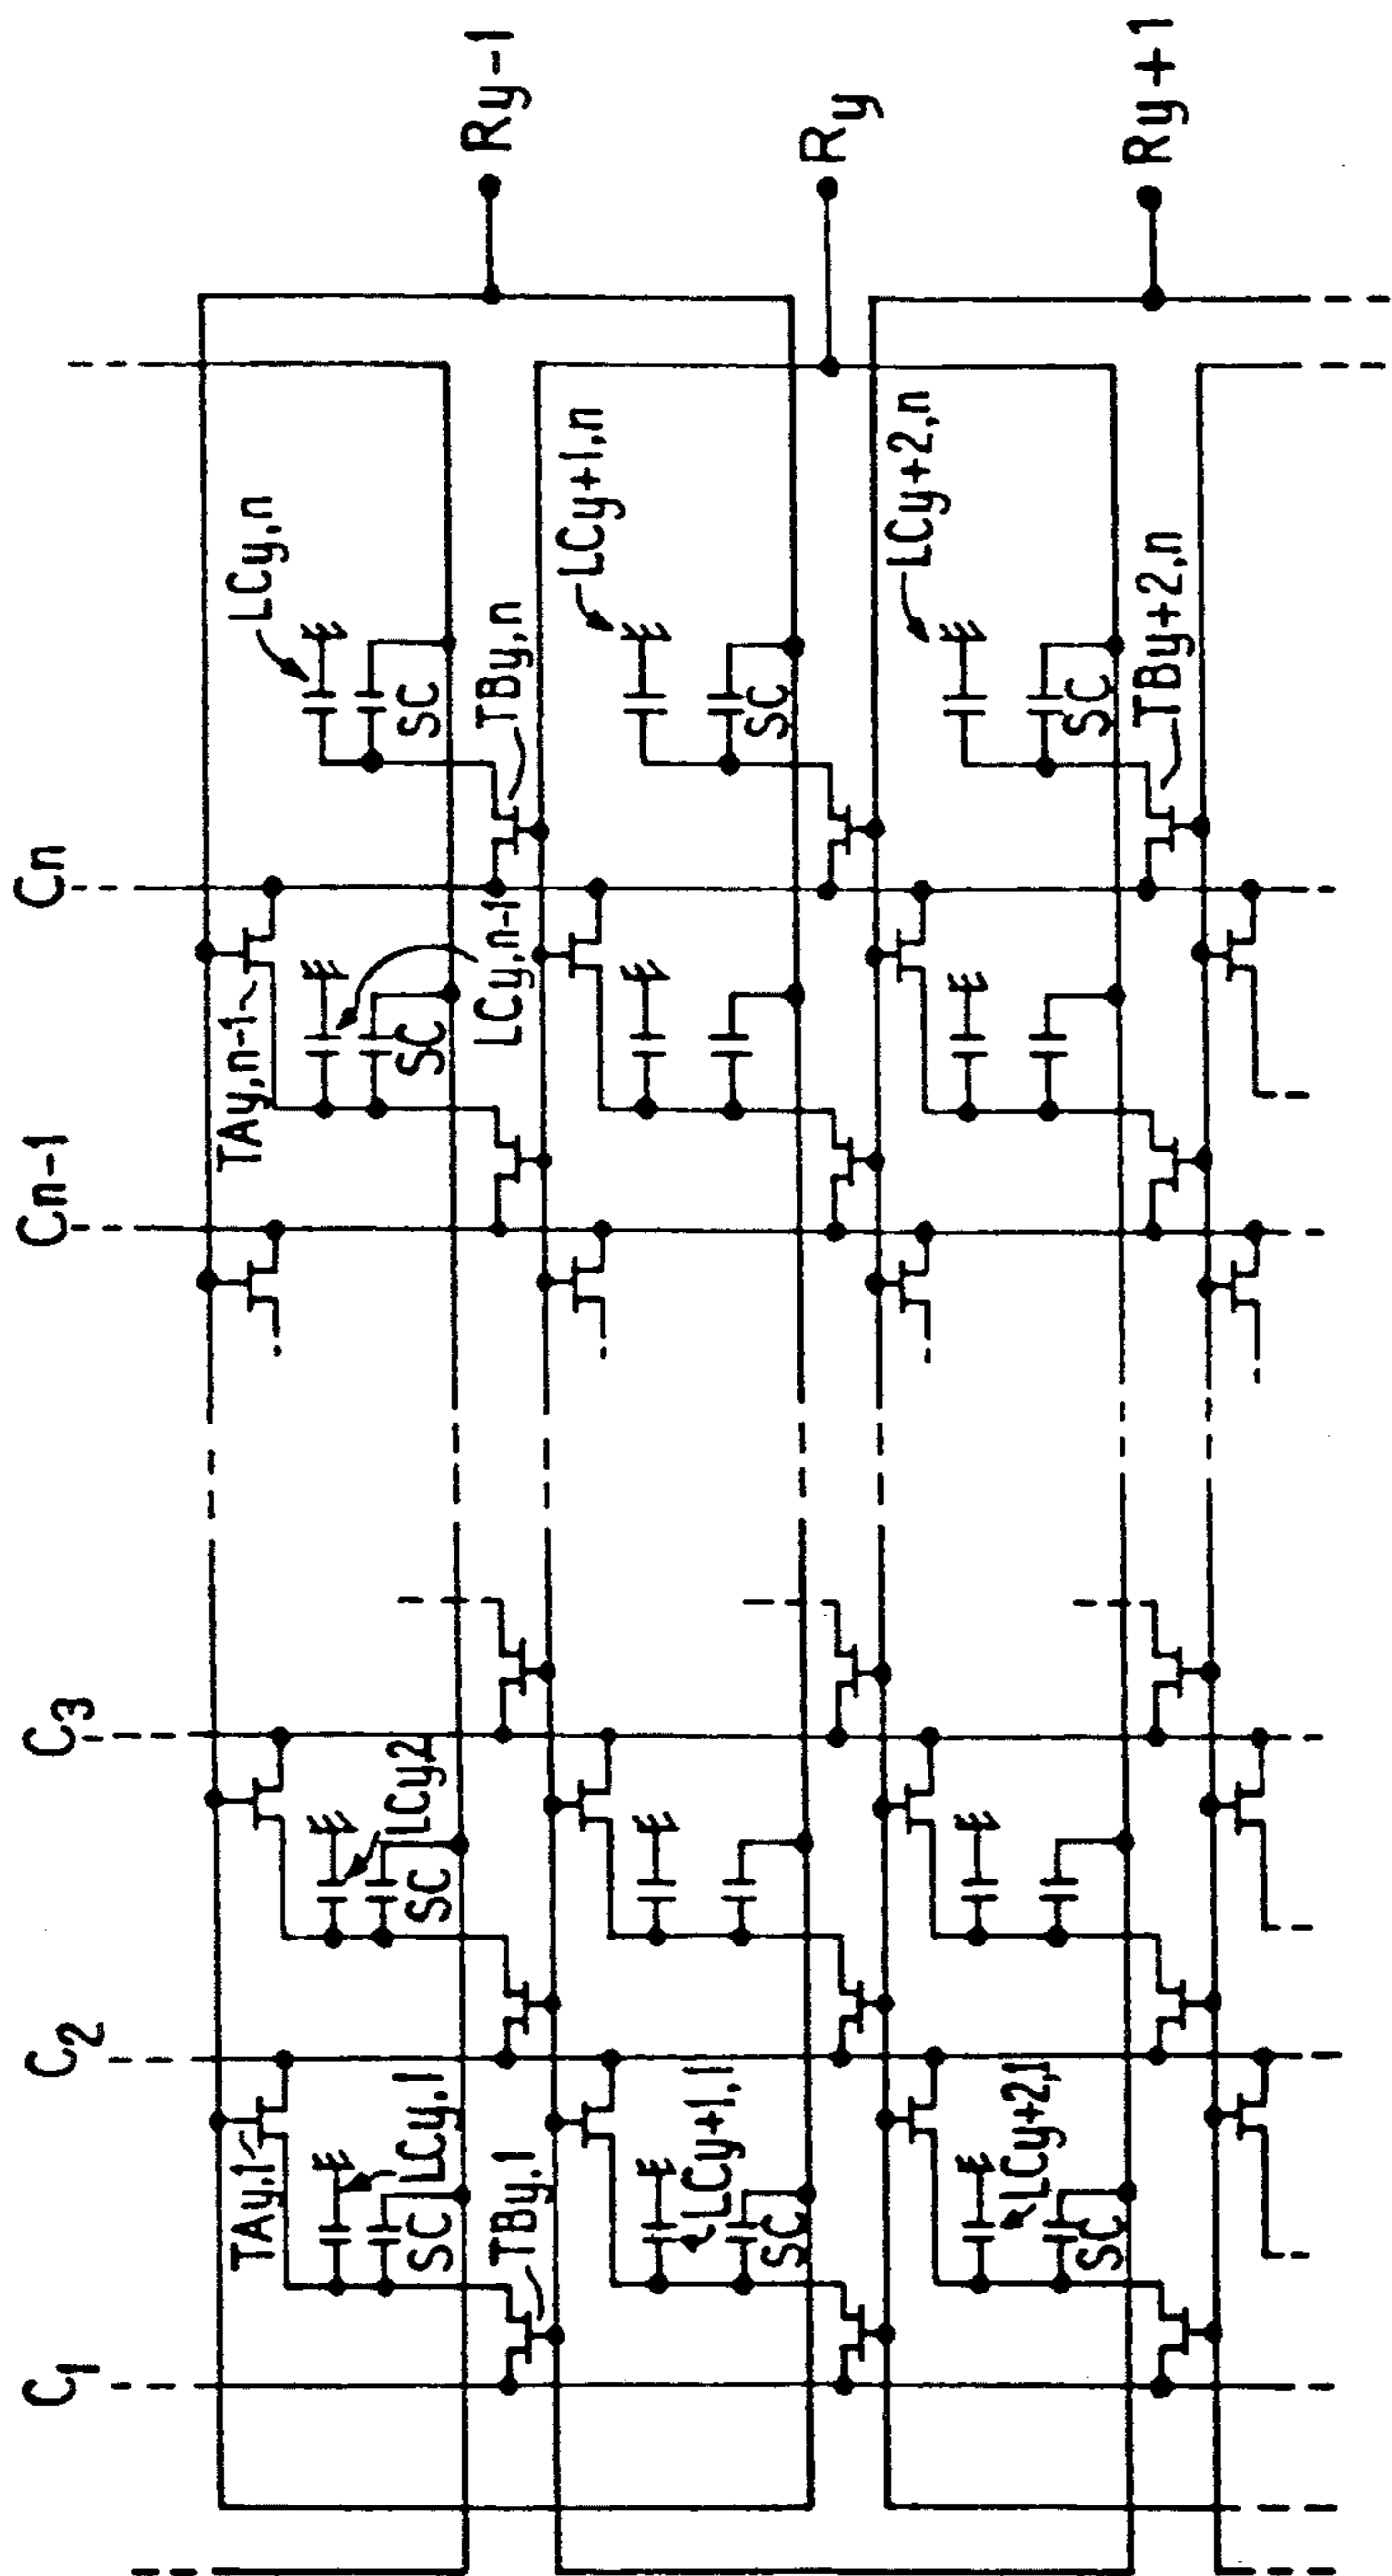 C1
C2
C3
Cn-1
Cn
TAy,1
LCy,1
SC
TBy,1
LCy2
SC
TAy,n-1
SC
LCy,n-1
LCy,n
SC
TBy,n
Ry-1
LCy+1,1
SC
LCy+1,n
SC
Ry
LCy+2,1
SC
LCy+2,n
SC
TBy+2,n
Ry+1